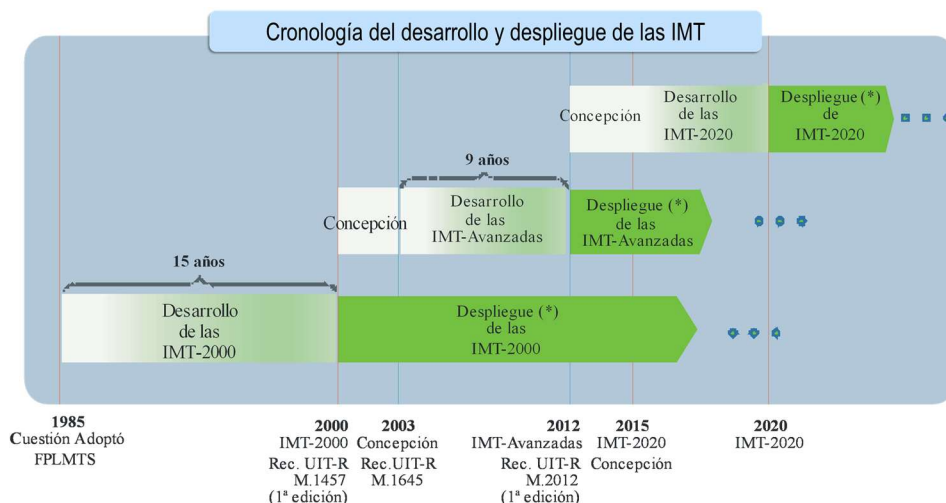 Cronología del desarrollo y despliegue de las IMT
Concepción
Desarrollo
de las
IMT-2020
Despliegue (*)
de
IMT-2020
9 años
Concepción
Desarrollo
de las
IMT-Avanzadas
Despliegue (*)
de las
IMT-Avanzadas
15 años
Desarrollo
de las
IMT-2000
Despliegue (*)
de las
IMT-2000
1985
Cuestión Adoptó
FPLMTS
2000
IMT-2000
Rec. UIT-R
M.1457
(1ª edición)
2003
Concepción
Rec.UIT-R
M.1645
2012
IMT-Avanzadas
Rec. UIT-R
M.2012
(1ª edición)
2015
IMT-2020
Concepción
2020
IMT-2020